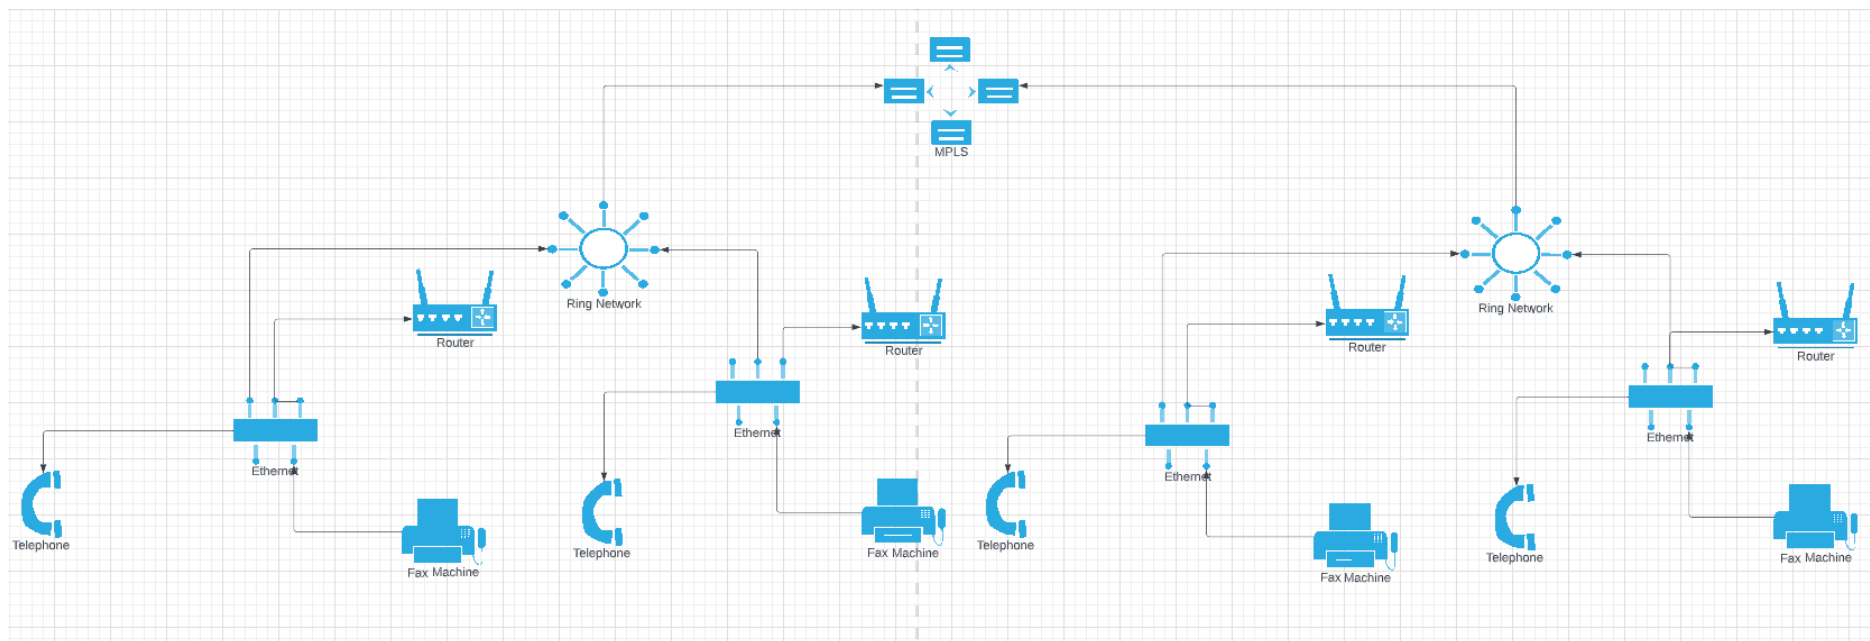 MPLS
Ring Network
Ring Network
Router
Router
Router
Router
Ethernet
Ethernet
Ethernet
Ethernet
Telephone
Fax Machine
Telephone
Fax Machine
Telephone
Fax Machine
Telephone
Fax Machine